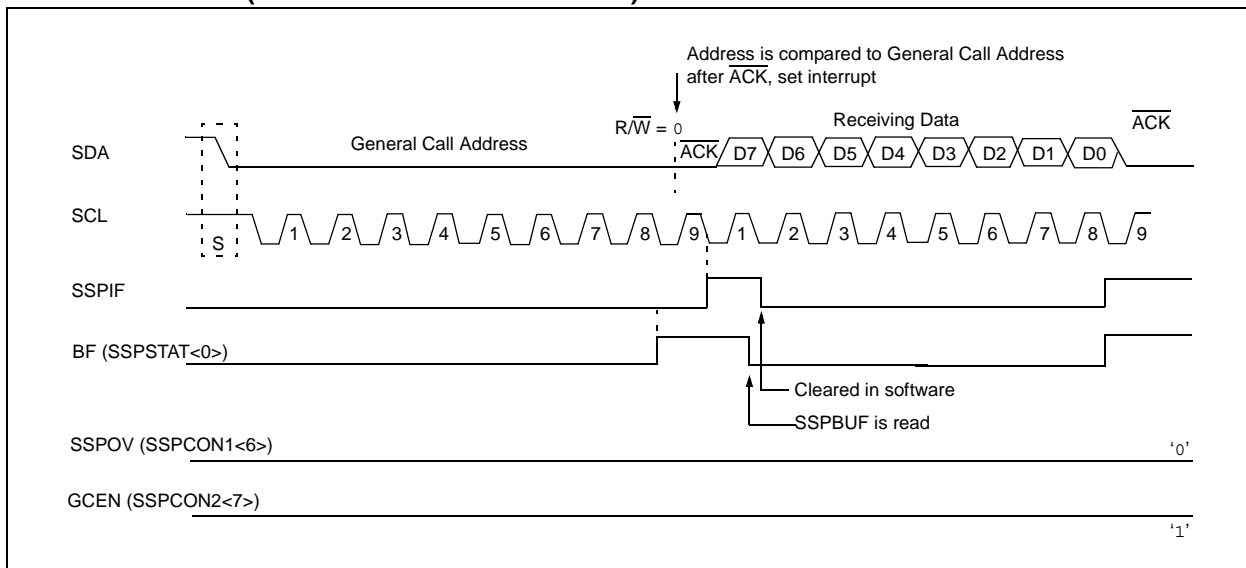 Address is compared to General Call Address
after ACK, set interrupt
R/W = 0
Receiving Data
ACK
SDA
General Call Address
ACK D7 D6 D5 D4 D3 D2 D1 D0
SCL
S
1 2 3 4 5 6 7 8 9 1 2 3 4 5 6 7 8 9
SSPIF
BF (SSPSTAT<0>)
Cleared in software
SSPBUF is read
SSPOV (SSPCON1<6>)
‘0’
GCEN (SSPCON2<7>)
‘1’